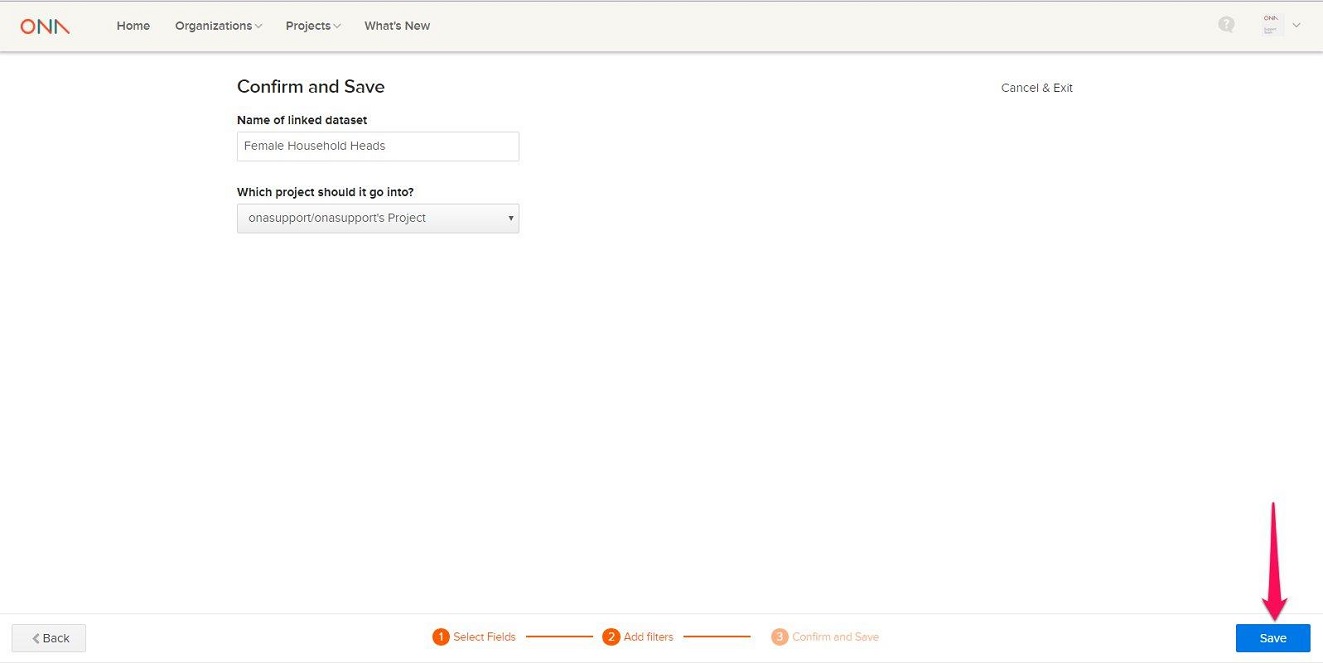 ONA Home Organizations Projects What's New ?
ONA
Confirm and Save
Cancel & Exit
Name of linked dataset
Female Household Heads
Which project should it go into?
onasupport/onasupport's Project
Back 1 Select Fields 2 Add filters 3 Confirm and Save Save